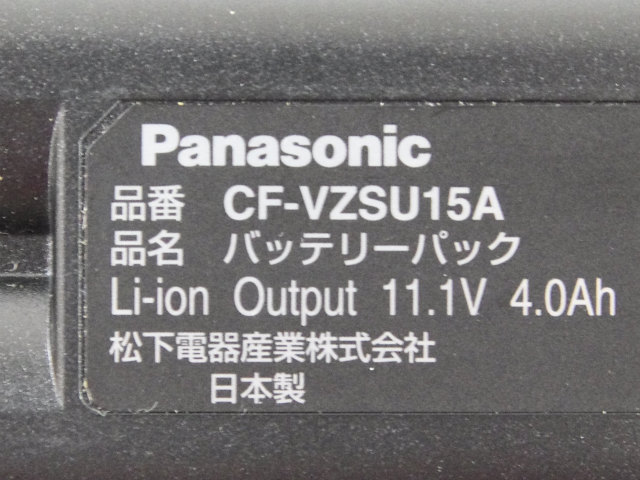 Panasonic
品番 CF-VZSU15A
品名 バッテリーパック
Li-ion Output 11.1V 4.0Ah
松下電器産業株式会社
日本製